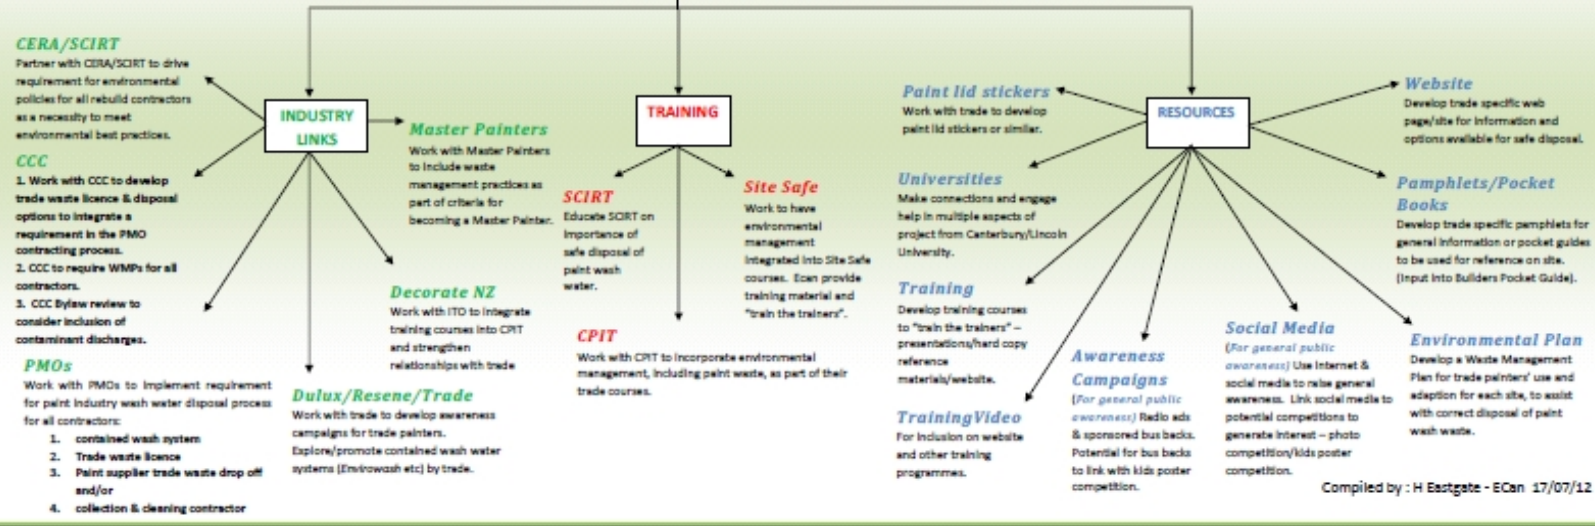 CERA/SCIRT
Partner with CERA/SCIRT to drive
requirement for environmental
policies for all rebuild contractors
as a necessity to meet
environmental best practices.
CCC
1. Work with CCC to develop
trade waste licence & disposal
options to integrate a
requirement in the PMO
contracting process.
2. CCC to require WMPs for all
contractors.
3. CCC Bylaw review to
consider inclusion of
contaminant discharges.
PMOs
Work with PMOs to implement requirement
for paint industry wash water disposal process
for all contractors:
1. contained wash system
2. Trade waste licence
3. Paint supplier trade waste drop off
and/or
4. collection & cleaning contractor
INDUSTRY
LINKS
Master Painters
Work with Master Painters
to include waste
management practices as
part of criteria for
becoming a Master Painter.
Decorate NZ
Work with ITO to integrate
training courses into CPIT
and strengthen
relationships with trade
Dulux/Resene/Trade
Work with trade to develop awareness
campaigns for trade painters.
Explore/promote contained wash water
systems (Envirowash etc) by trade.
TRAINING
SCIRT
Educate SCIRT on
importance of
safe disposal of
paint wash
water.
Site Safe
Work to have
environmental
management
integrated into Site Safe
courses. Ecan provide
training material and
"train the trainers".
CPIT
Work with CPIT to incorporate environmental
management, including paint waste, as part of their
trade courses.
RESOURCES
Paint lid stickers
Work with trade to develop
paint lid stickers or similar.
Universities
Make connections and engage
help in multiple aspects of
project from Canterbury/Lincoln
University.
Training
Develop training courses
to "train the trainers" –
presentations/hard copy
reference
materials/website.
TrainingVideo
For inclusion on website
and other training
programmes.
Awareness
Campaigns
(For general public
awareness) Radio ads
& sponsored bus backs.
Potential for bus backs
to link with kids poster
competition.
Social Media
(For general public
awareness) Use Internet &
social media to raise general
awareness. Link social media to
potential competitions to
generate interest – photo
competition/kids poster
competition.
Website
Develop trade specific web
page/site for information and
options available for safe disposal.
Pamphlets/Pocket
Books
Develop trade specific pamphlets for
general information or pocket guides
to be used for reference on site.
(Input into Builders Pocket Guide).
Environmental Plan
Develop a Waste Management
Plan for trade painters' use and
adaption for each site, to assist
with correct disposal of paint
wash waste.
Compiled by : H Eastgate - ECan 17/07/12